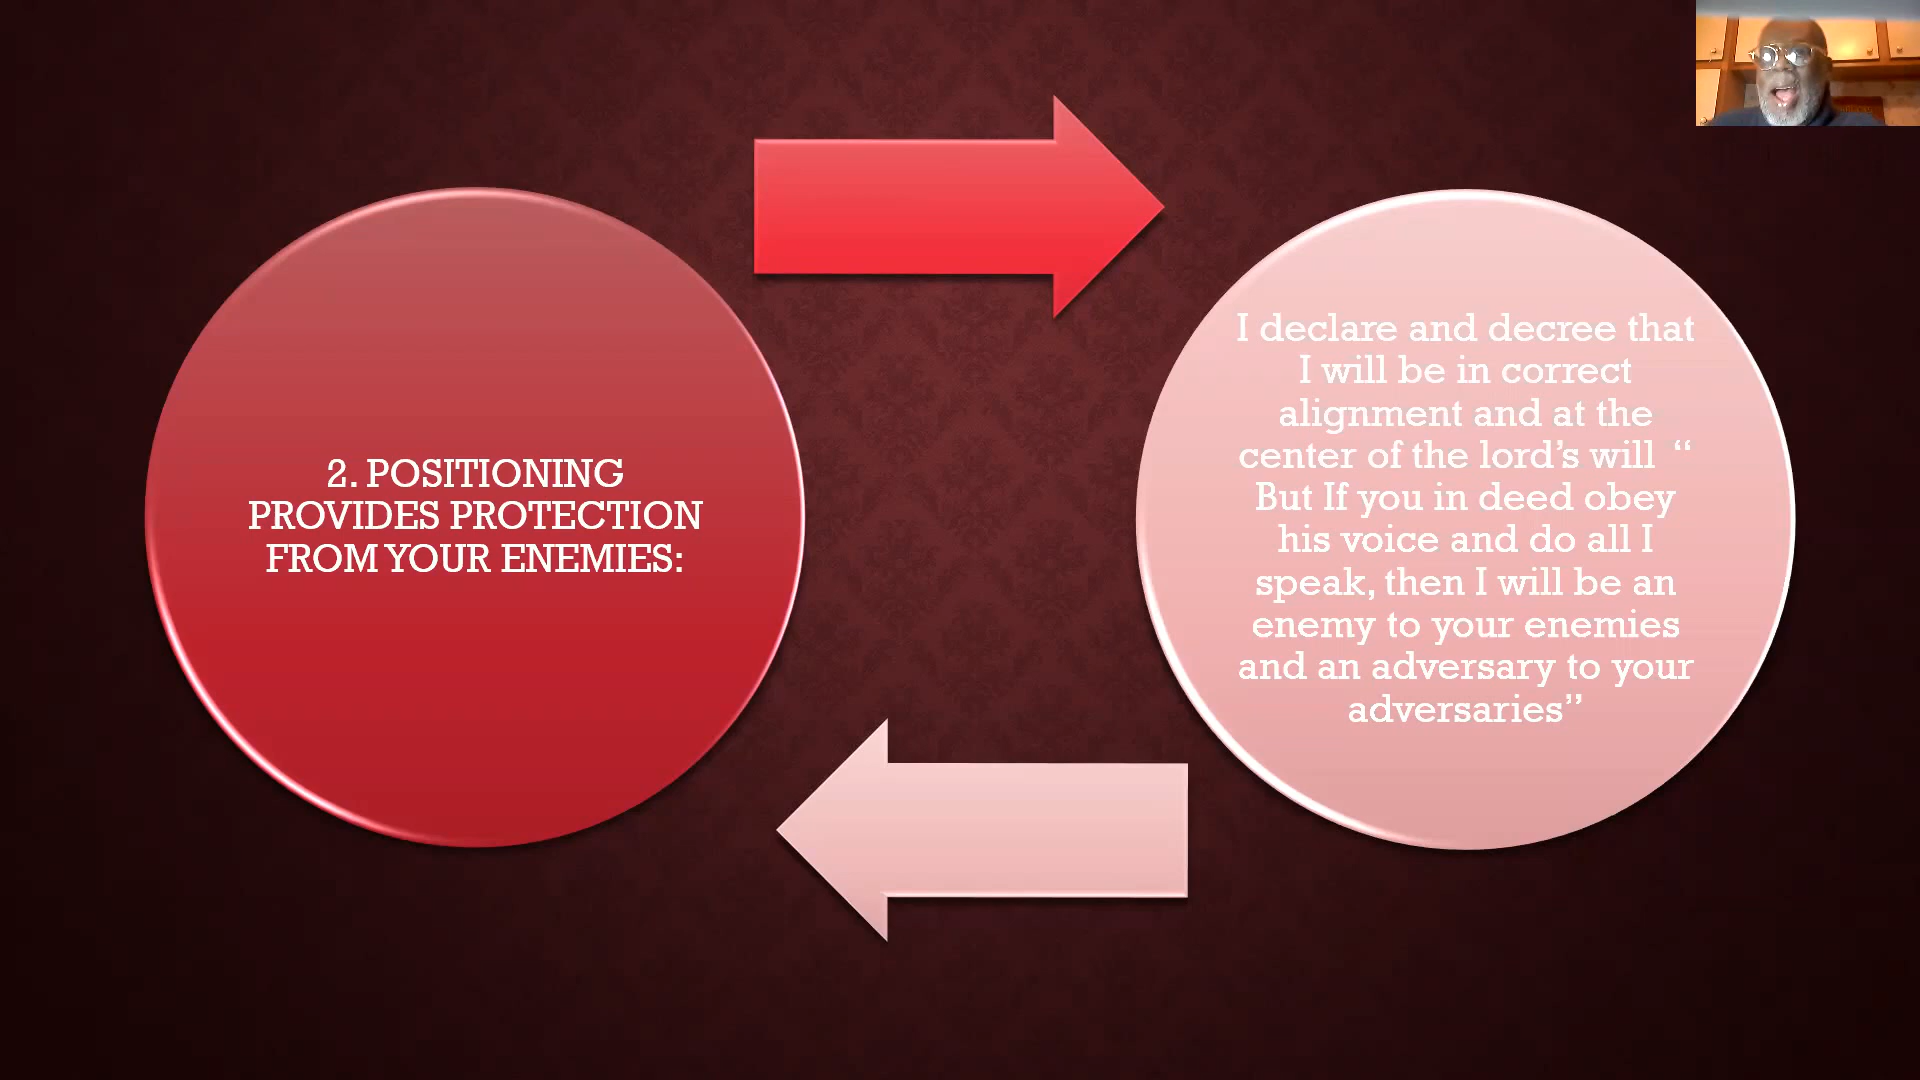 2. POSITIONING
PROVIDES PROTECTION
FROM YOUR ENEMIES:
I declare and decree that
I will be in correct
alignment and at the
center of the lord’s will “
But If you in deed obey
his voice and do all I
speak, then I will be an
enemy to your enemies
and an adversary to your
adversaries”